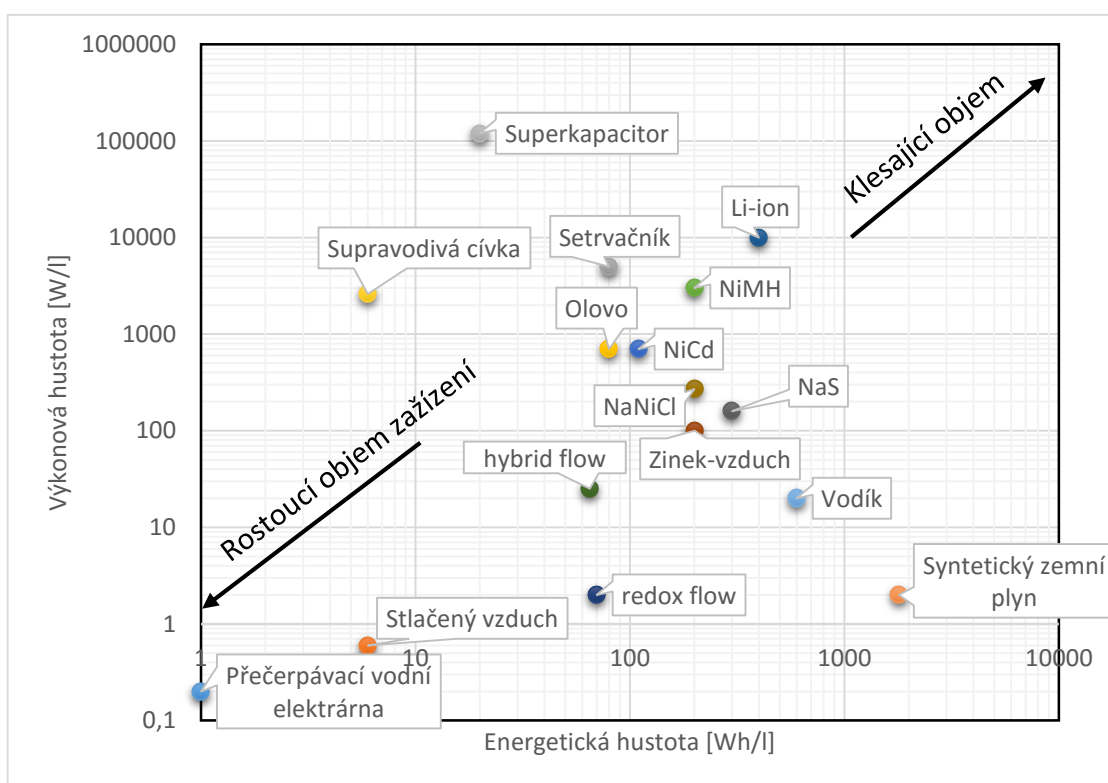 1000000
100000
10000
1000
100
10
1
0,1
Výkonová hustota [W/l]
Superkapacitor
Klesající objem
Li-ion
Setrvačník
Supravodivá cívka
NiMH
Olovo
NiCd
NaS
NaNiCl
Rostoucí objem zažízení
hybrid flow
Zinek-vzduch
Vodík
Syntetický zemní
plyn
redox flow
Stlačený vzduch
1
10
100
1000
10000
Přečerpávací vodní
elektrárna
Energetická hustota [Wh/l]